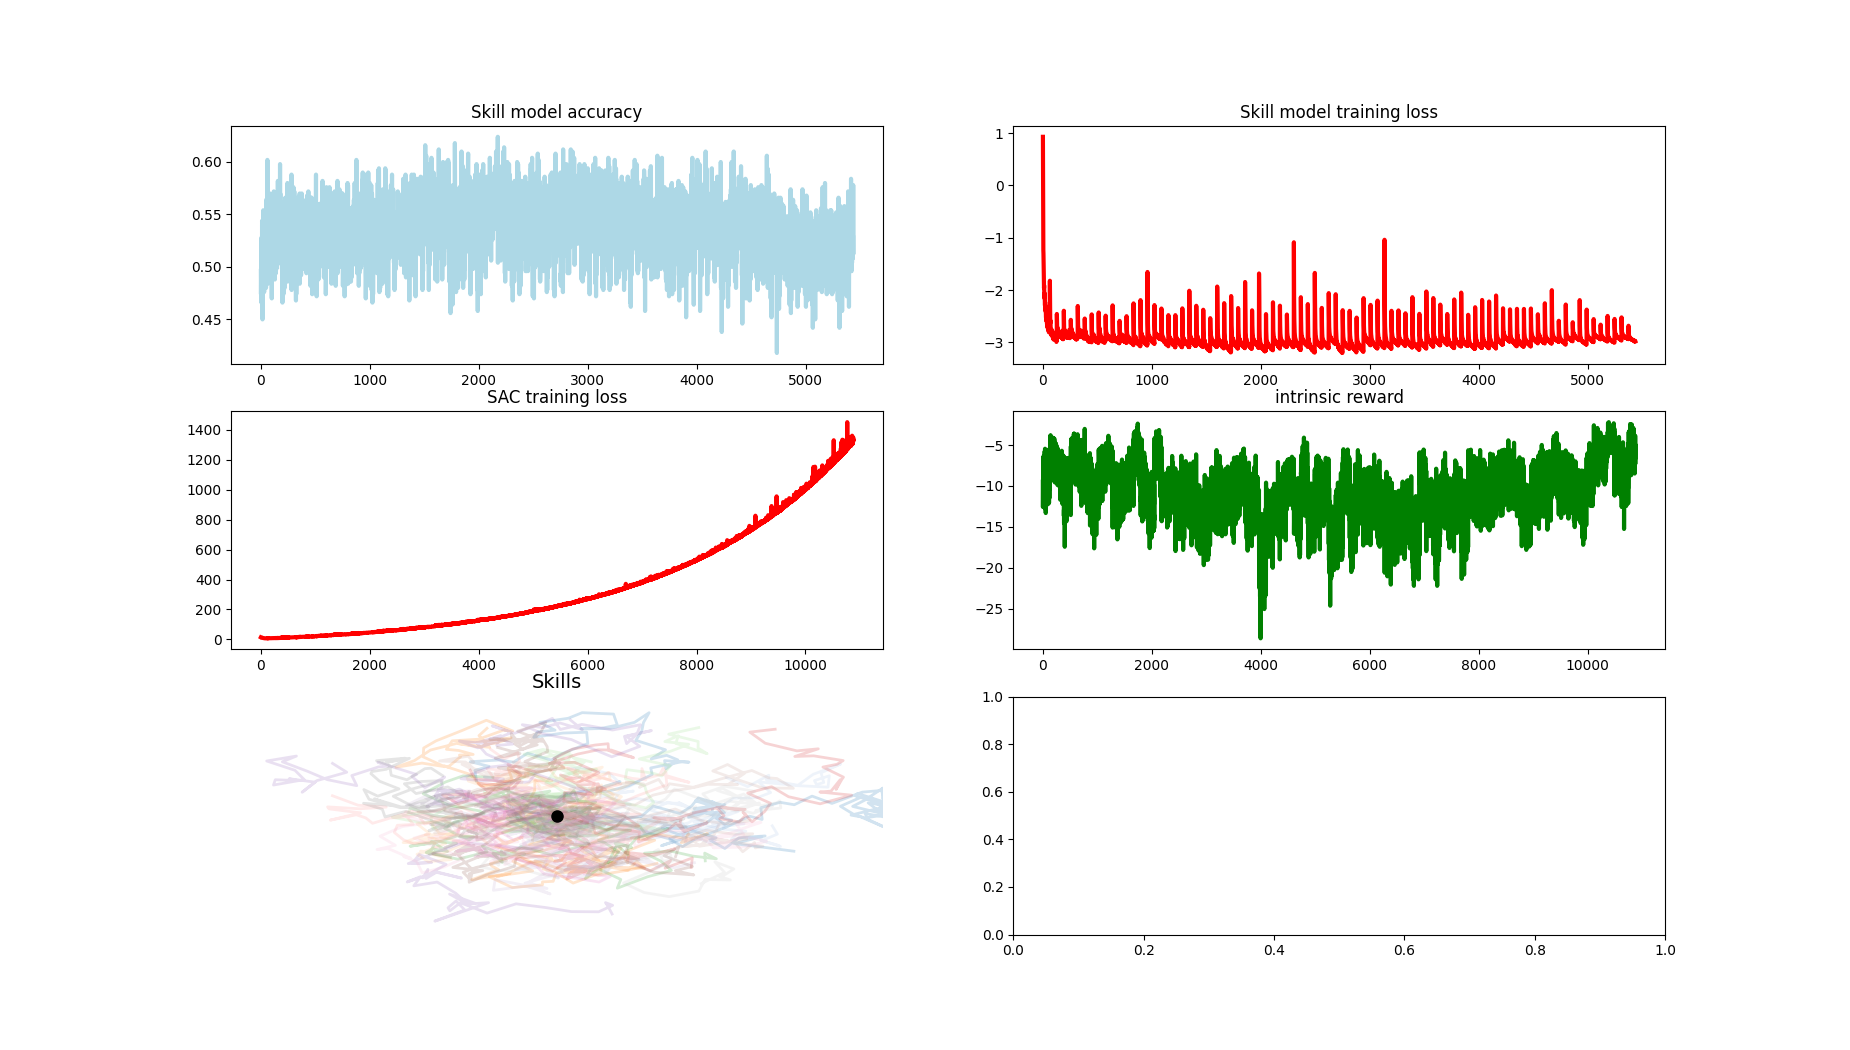 Skill model accuracy
0.60
0.55
0.50
0.45
0 1000 2000 3000 4000 5000
Skill model training loss
1
0
−1
−2
−3
0 1000 2000 3000 4000 5000
SAC training loss
1400
1200
1000
800
600
400
200
0
0 2000 4000 6000 8000 10000
intrinsic reward
−5
−10
−15
−20
−25
0 2000 4000 6000 8000 10000
Skills
1.0
0.8
0.6
0.4
0.2
0.0
0.0 0.2 0.4 0.6 0.8 1.0